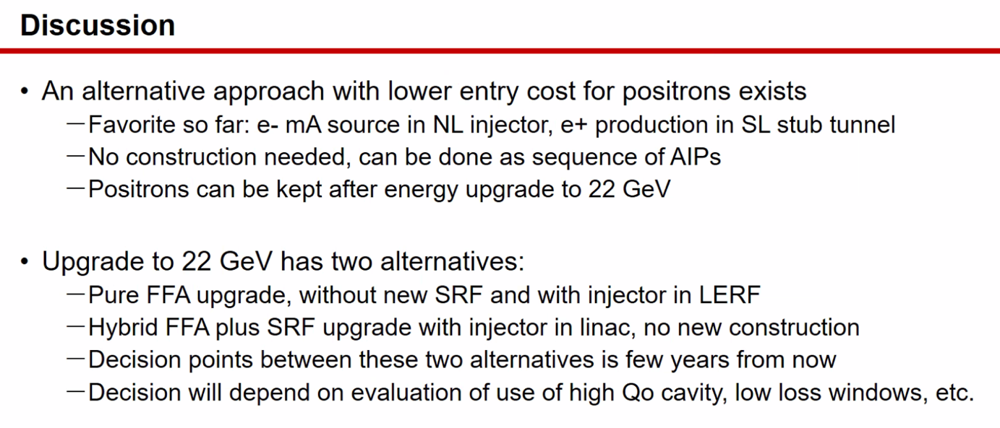 Discussion
• An alternative approach with lower entry cost for positrons exists
—Favorite so far: e- mA source in NL injector, e+ production in SL stub tunnel
—No construction needed, can be done as sequence of AIPs
—Positrons can be kept after energy upgrade to 22 GeV
• Upgrade to 22 GeV has two alternatives:
—Pure FFA upgrade, without new SRF and with injector in LERF
—Hybrid FFA plus SRF upgrade with injector in linac, no new construction
—Decision points between these two alternatives is few years from now
—Decision will depend on evaluation of use of high Qo cavity, low loss windows, etc.